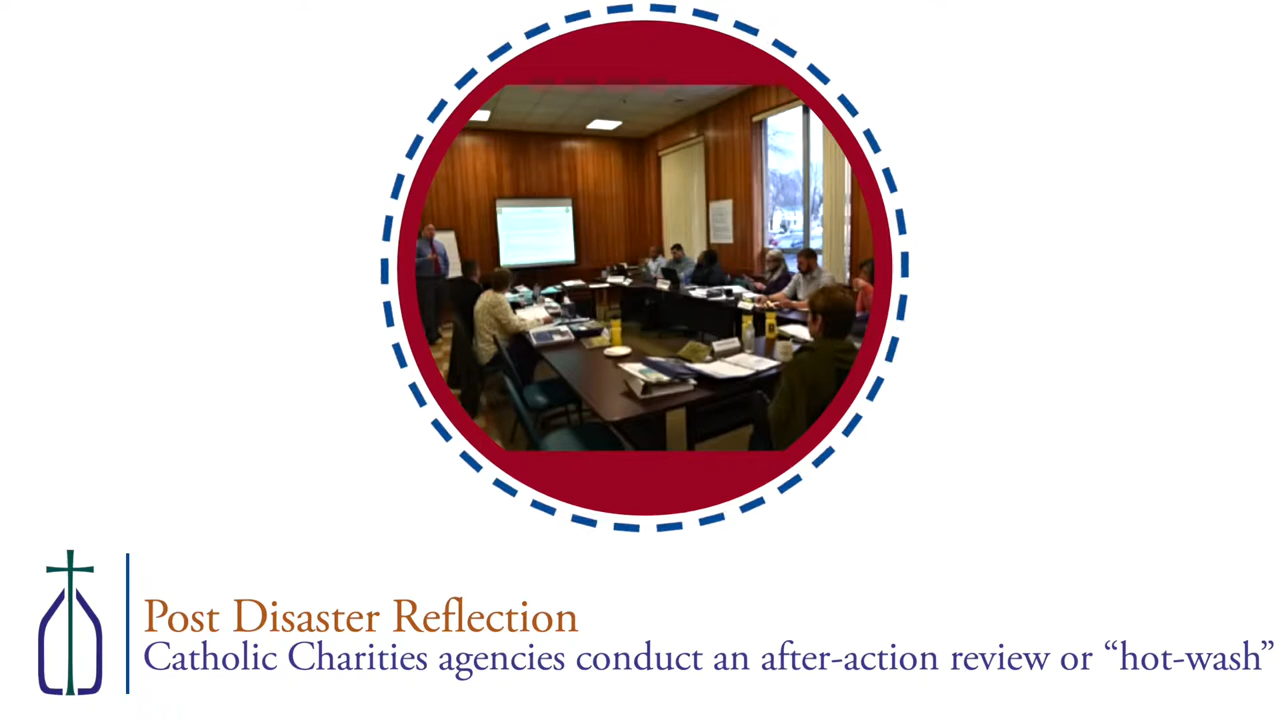 Post Disaster Reflection
Catholic Charities agencies conduct an after-action review or “hot-wash”